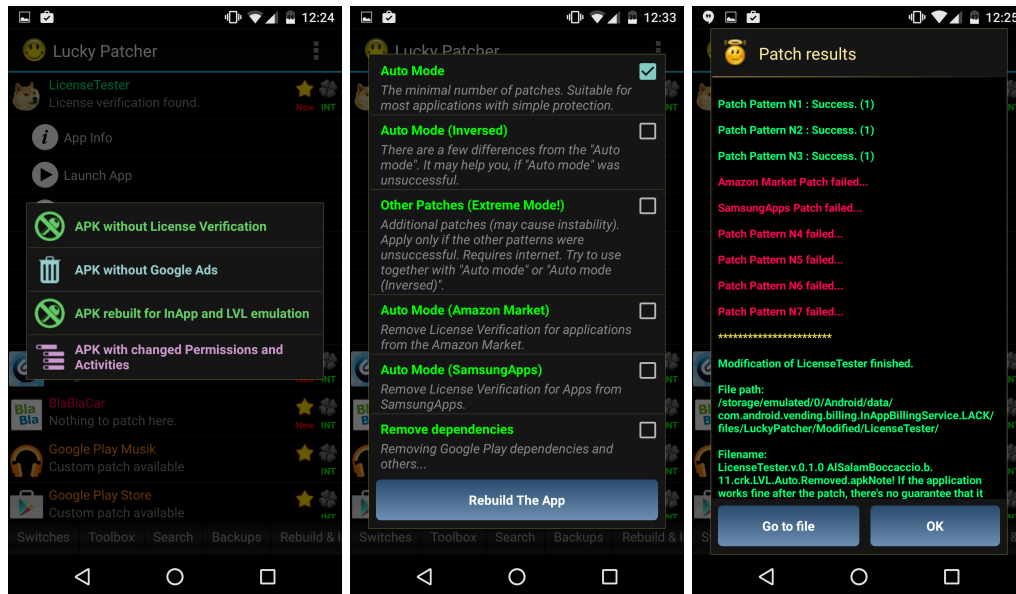 12:24
Lucky Patcher
LicenseTester
License verification found.
New INT
App Info
Launch App
APK without License Verification
APK without Google Ads
APK rebuilt for InApp and LVL emulation
APK with changed Permissions and
Activities
New INT
Bla
Bla
BlaBlaCar
Nothing to patch here.
New INT
Google Play Musik
Custom patch available
INT
Google Play Store
Custom patch available
INT
Switches
Toolbox
Search
Backups
Rebuild & I
12:33
Lucky Patcher
Auto Mode
The minimal number of patches. Suitable for
most applications with simple protection.
Auto Mode (Inversed)
There are a few differences from the "Auto
mode". It may help you, if "Auto mode" was
unsuccessful.
Other Patches (Extreme Mode!)
Additional patches (may cause instability).
Apply only if the other patterns were
unsuccessful. Requires internet. Try to use
together with "Auto mode" or "Auto mode
(Inversed)".
Auto Mode (Amazon Market)
Remove License Verification for applications
from the Amazon Market.
Auto Mode (SamsungApps)
Remove License Verification for Apps from
SamsungApps.
Remove dependencies
Removing Google Play dependencies and
others...
Rebuild The App
Switches
Toolbox
Search
Backups
Rebuild & I
12:25
Patch results
Patch Pattern N1 : Success. (1)
Patch Pattern N2 : Success. (1)
Patch Pattern N3 : Success. (1)
Amazon Market Patch failed...
SamsungApps Patch failed...
Patch Pattern N4 failed...
Patch Pattern N5 failed...
Patch Pattern N6 failed...
Patch Pattern N7 failed...
***********************
Modification of LicenseTester finished.
File path:
/storage/emulated/0/Android/data/
com.android.vending.billing.InAppBillingService.LACK/
files/LuckyPatcher/Modified/LicenseTester/
Filename:
LicenseTester.v.0.1.0 AlSalamBoccaccio.b.
11.crk.LVL.Auto.Removed.apkNote! If the application
works fine after the patch, there's no guarantee that it
Go to file
OK